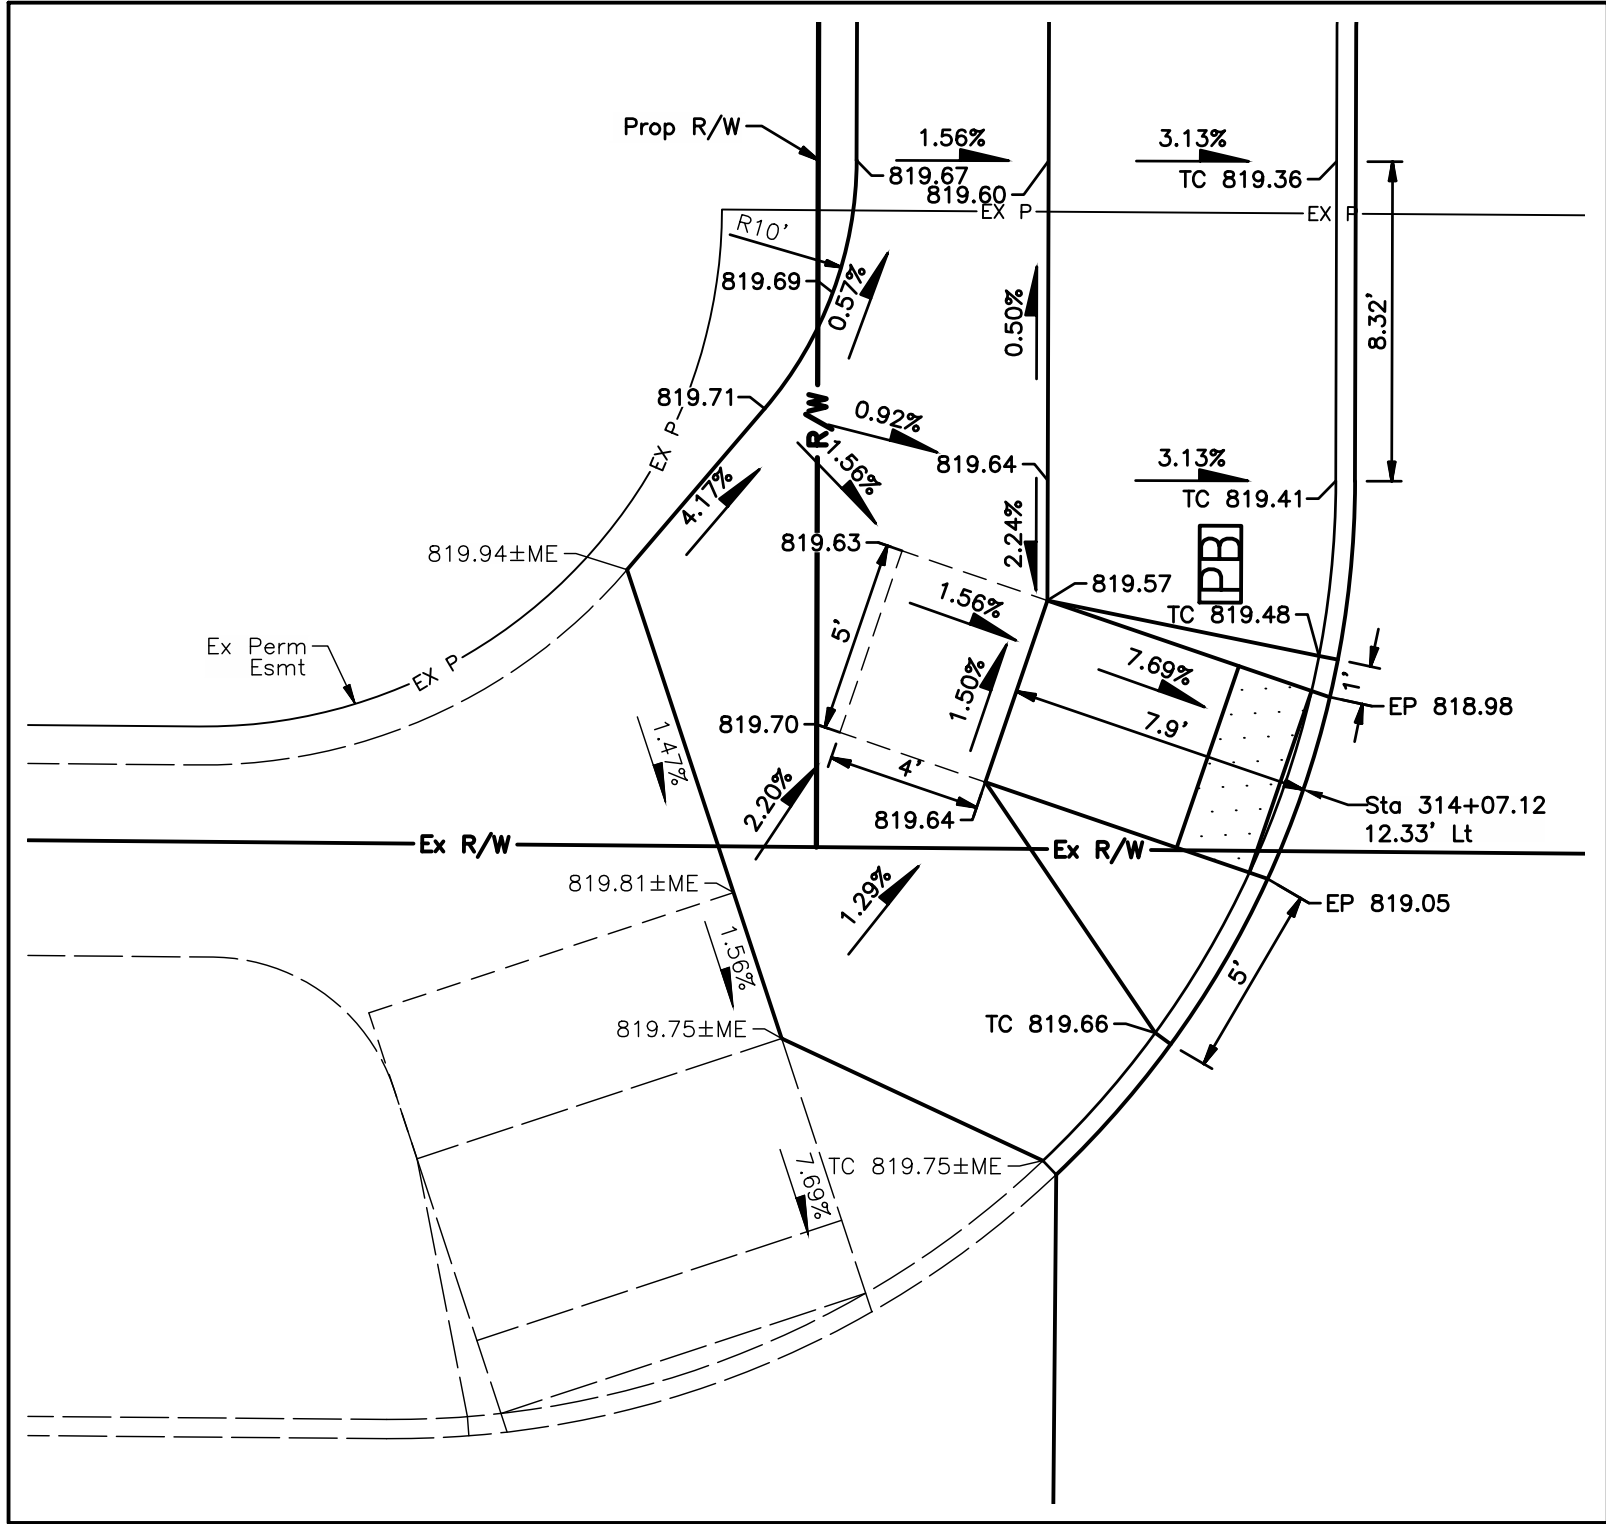 Prop R/W
1.56%
3.13%
819.67
819.60
TC 819.36
EX P
EX P
R10'
819.69
0.57%
0.50%
8.32'
819.71
EX P
R/W
0.92%
1.56%
819.64
3.13%
TC 819.41
4.17%
2.24%
819.63
819.94±ME
PB
819.57
1.56%
TC 819.48
5'
Ex Perm
Esmt
EX P
7.69%
1'
EP 818.98
1.50%
7.9'
819.70
1.47%
4'
2.20%
819.64
Sta 314+07.12
12.33' Lt
Ex R/W
Ex R/W
819.81±ME
1.29%
EP 819.05
1.56%
5'
819.75±ME
TC 819.66
TC 819.75±ME
7.69%